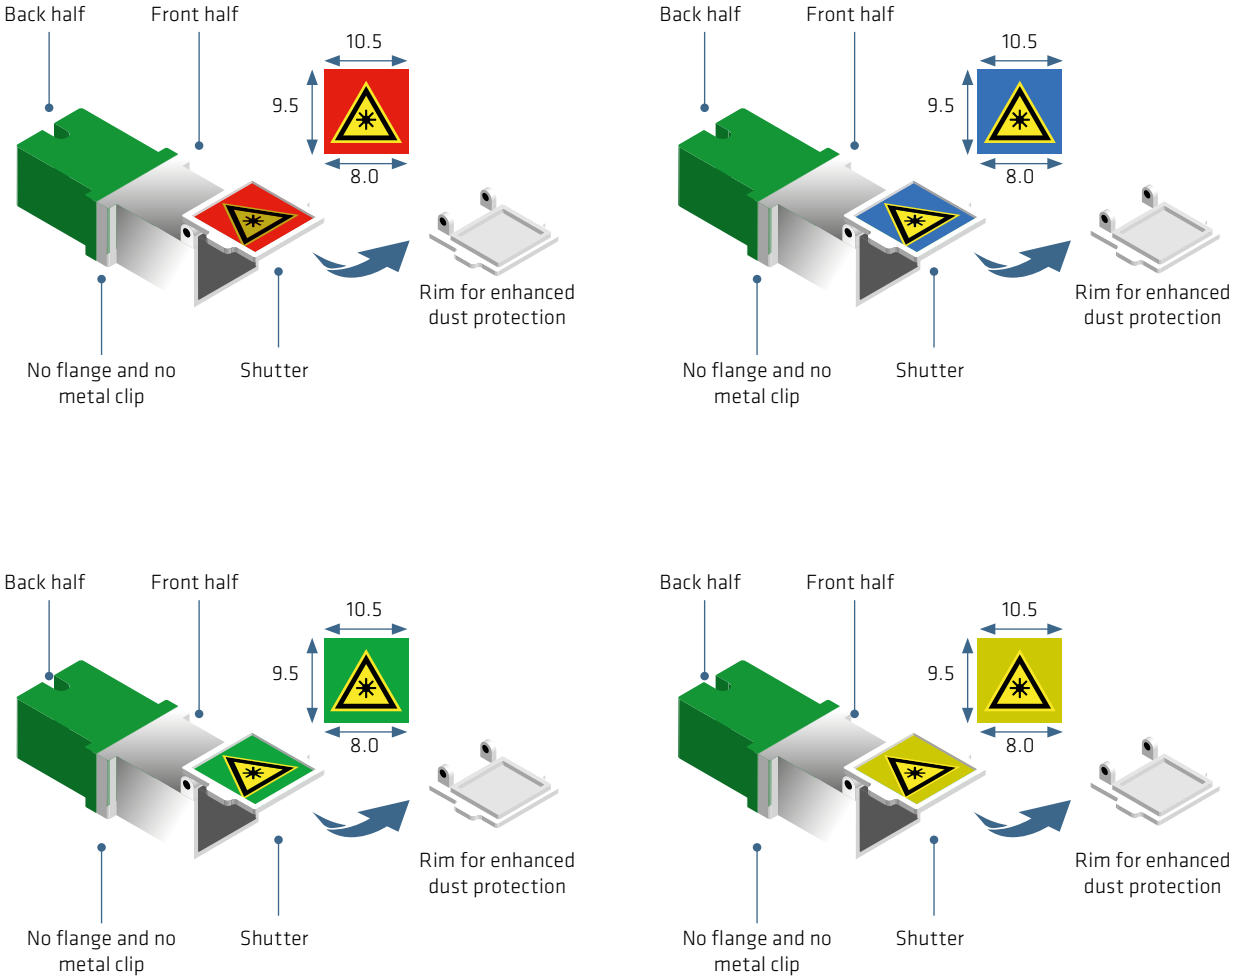 Back half
Front half
10.5
9.5
8.0
Rim for enhanced
dust protection
No flange and no
metal clip
Shutter
Back half
Front half
10.5
9.5
8.0
Rim for enhanced
dust protection
No flange and no
metal clip
Shutter
Back half
Front half
10.5
9.5
8.0
Rim for enhanced
dust protection
No flange and no
metal clip
Shutter
Back half
Front half
10.5
9.5
8.0
Rim for enhanced
dust protection
No flange and no
metal clip
Shutter